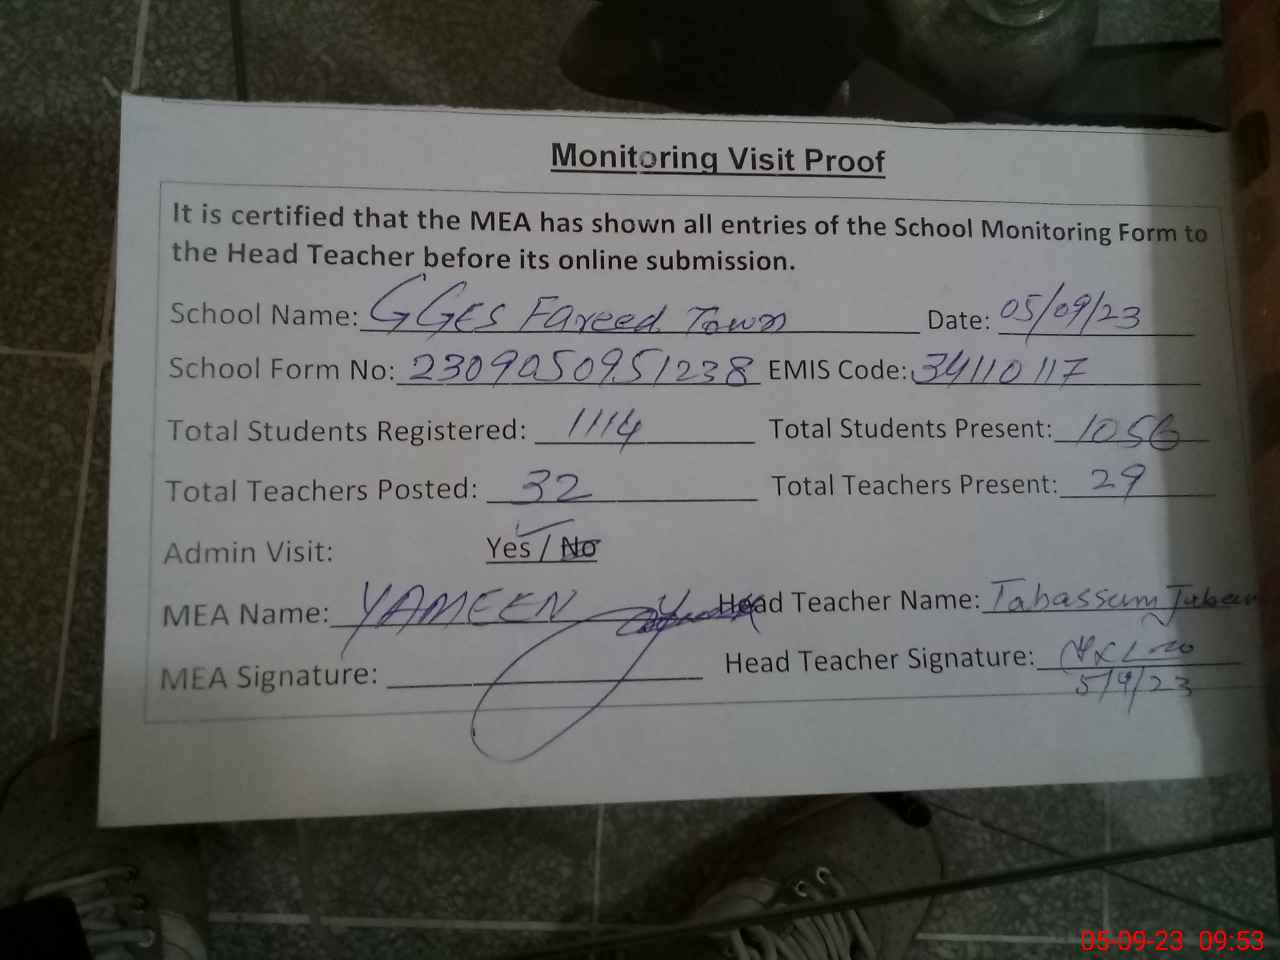 Monitoring Visit Proof
It is certified that the MEA has shown all entries of the School Monitoring Form to
the Head Teacher before its online submission.
School Name: GGES Fareed Town Date: 05/09/23
School Form No: 2309050951238 EMIS Code: 34110117
Total Students Registered: 1114 Total Students Present: 1056
Total Teachers Posted: 32 Total Teachers Present: 29
Admin Visit: Yes / No
MEA Name: YAMEEN Head Teacher Name: Tabassum
MEA Signature: Head Teacher Signature:
5/9/23
05-09-23 09:53